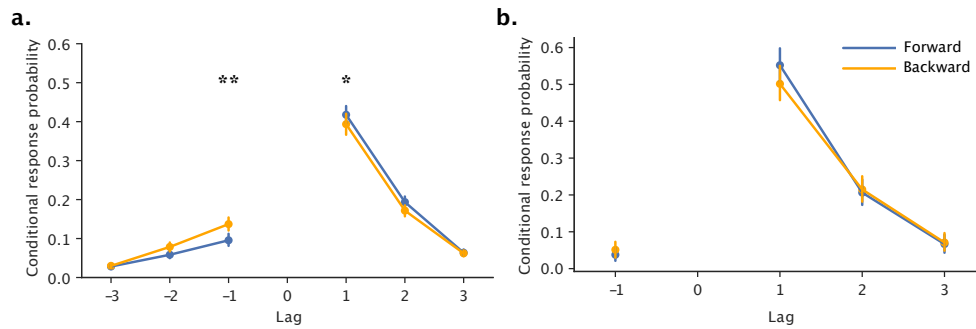 a.
Conditional response probability
0.6
0.5
0.4
0.3
0.2
0.1
0.0
** *
−3 −2 −1 0 1 2 3
Lag
b.
Conditional response probability
0.6
0.5
0.4
0.3
0.2
0.1
0.0
Forward
Backward
−1 0 1 2 3
Lag